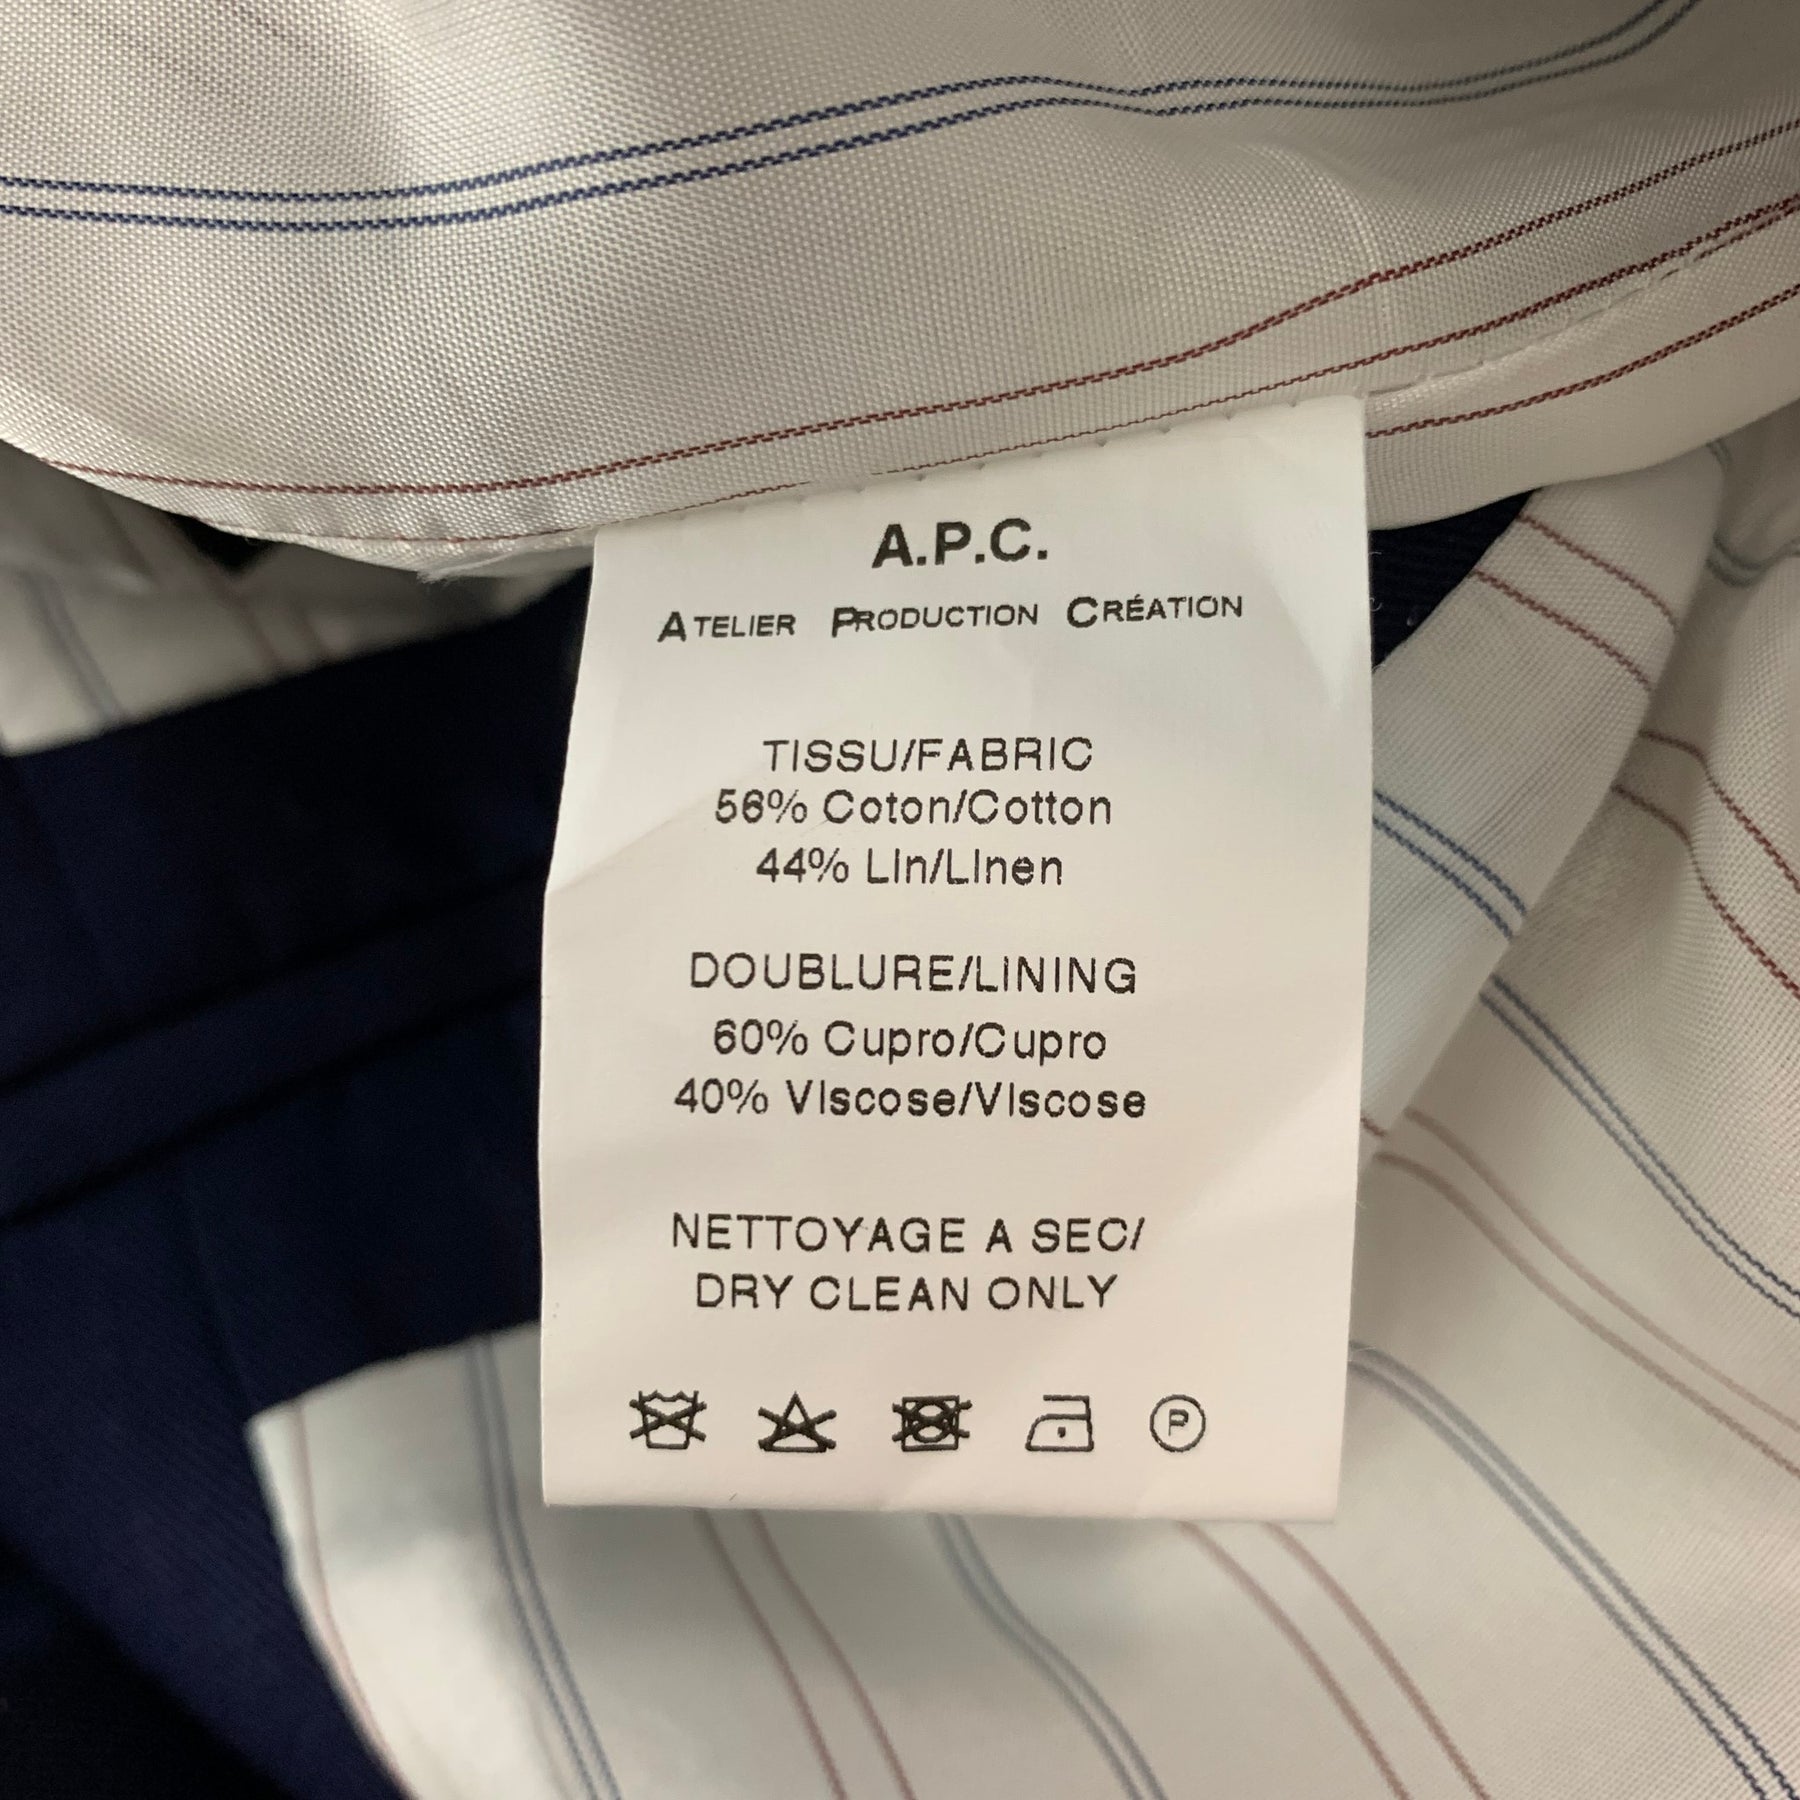 A.P.C.
ATELIER PRODUCTION CRÉATION
TISSU/FABRIC
56% Coton/Cotton
44% Lin/Linen
DOUBLURE/LINING
60% Cupro/Cupro
40% Viscose/Viscose
NETTOYAGE A SEC/
DRY CLEAN ONLY
P